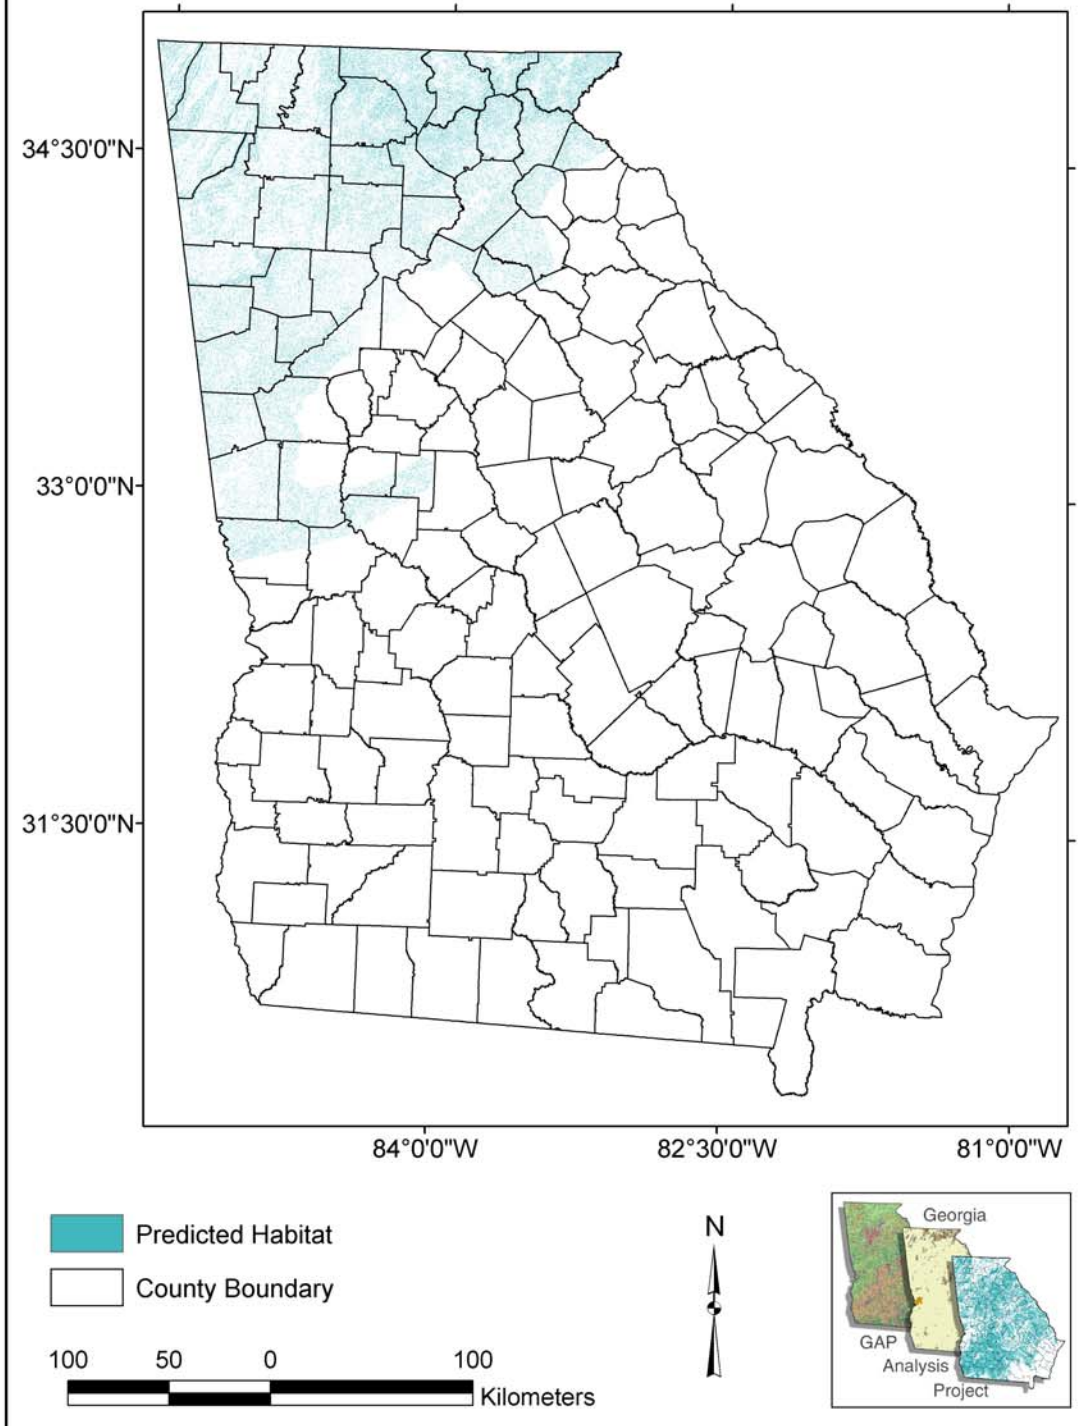 34°30'0"N
33°0'0"N
31°30'0"N
84°0'0"W 82°30'0"W 81°0'0"W
Predicted Habitat
County Boundary
N
100 50 0 100
Kilometers
Georgia
GAP
Analysis
Project